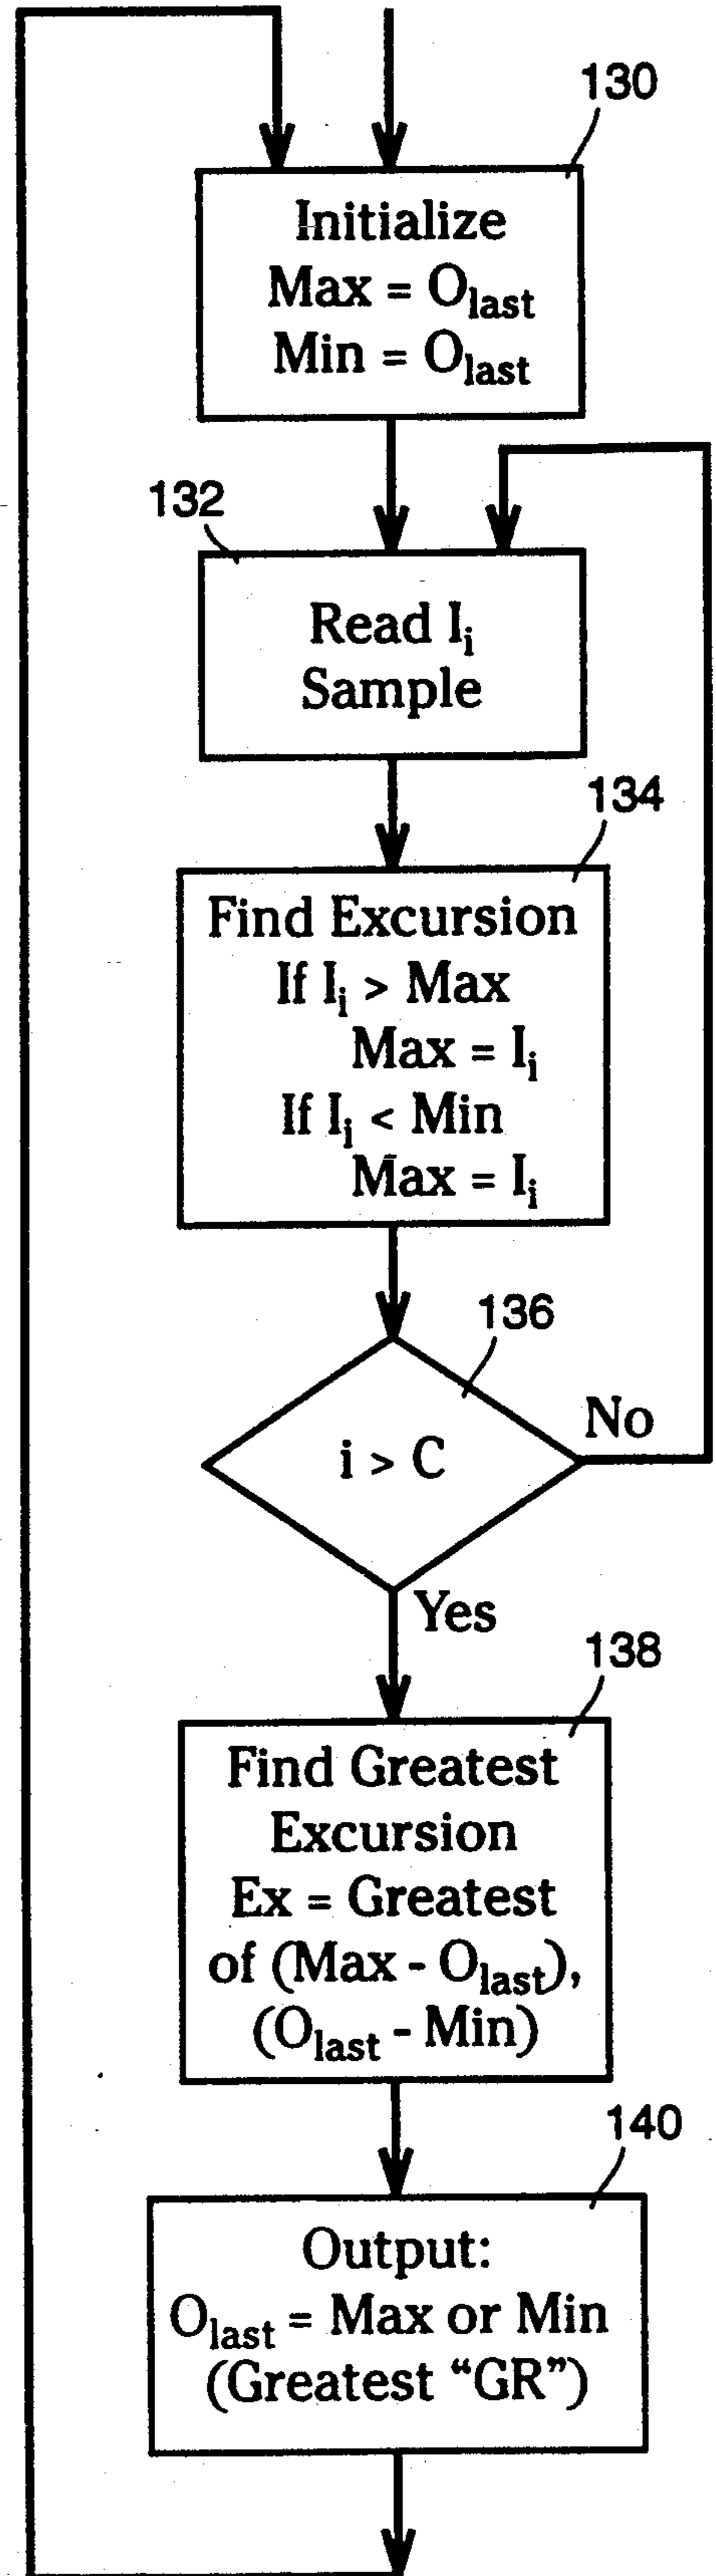 130
Initialize
Max = Olast
Min = Olast
132
Read Ii
Sample
134
Find Excursion
If Ii > Max
Max = Ii
If Ii < Min
Max = Ii
136
i > C
No
Yes
138
Find Greatest
Excursion
Ex = Greatest
of (Max - Olast),
(Olast - Min)
140
Output:
Olast = Max or Min
(Greatest “GR”)